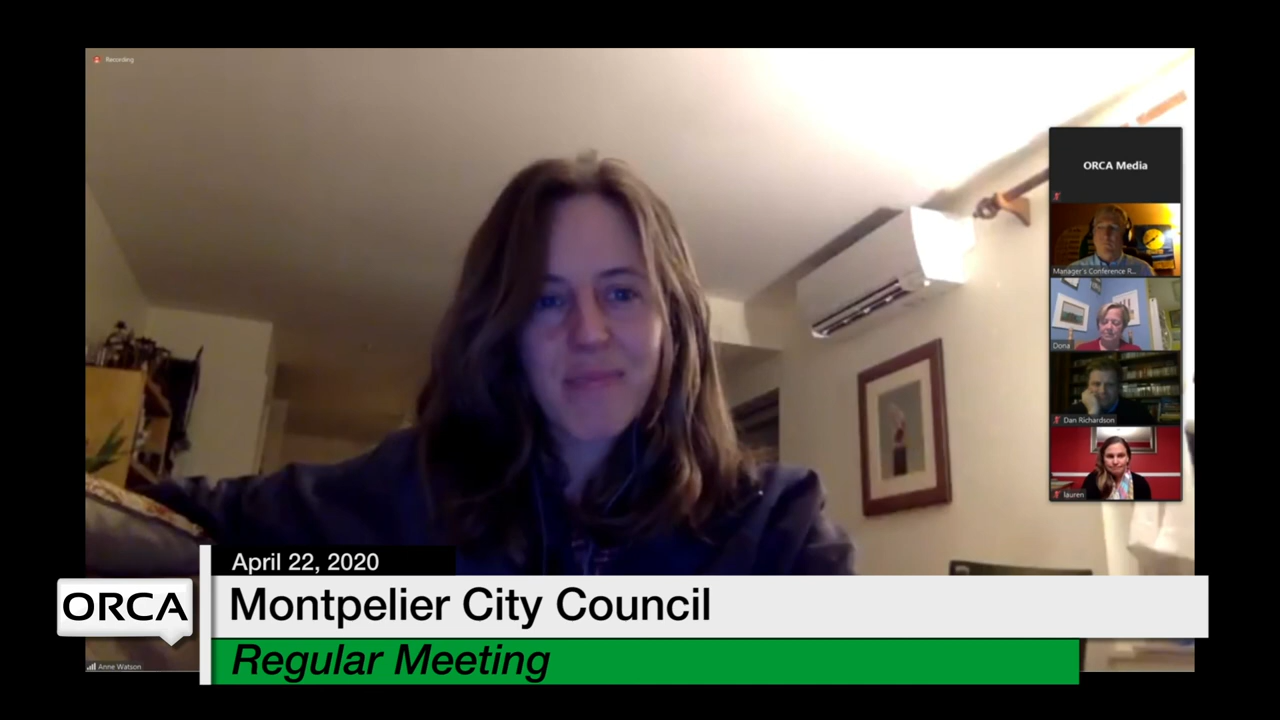 Recording
ORCA Media
Manager's Conference R...
Dona
Dan Richardson
lauren
April 22, 2020
ORCA
Montpelier City Council
Regular Meeting
Anne Watson